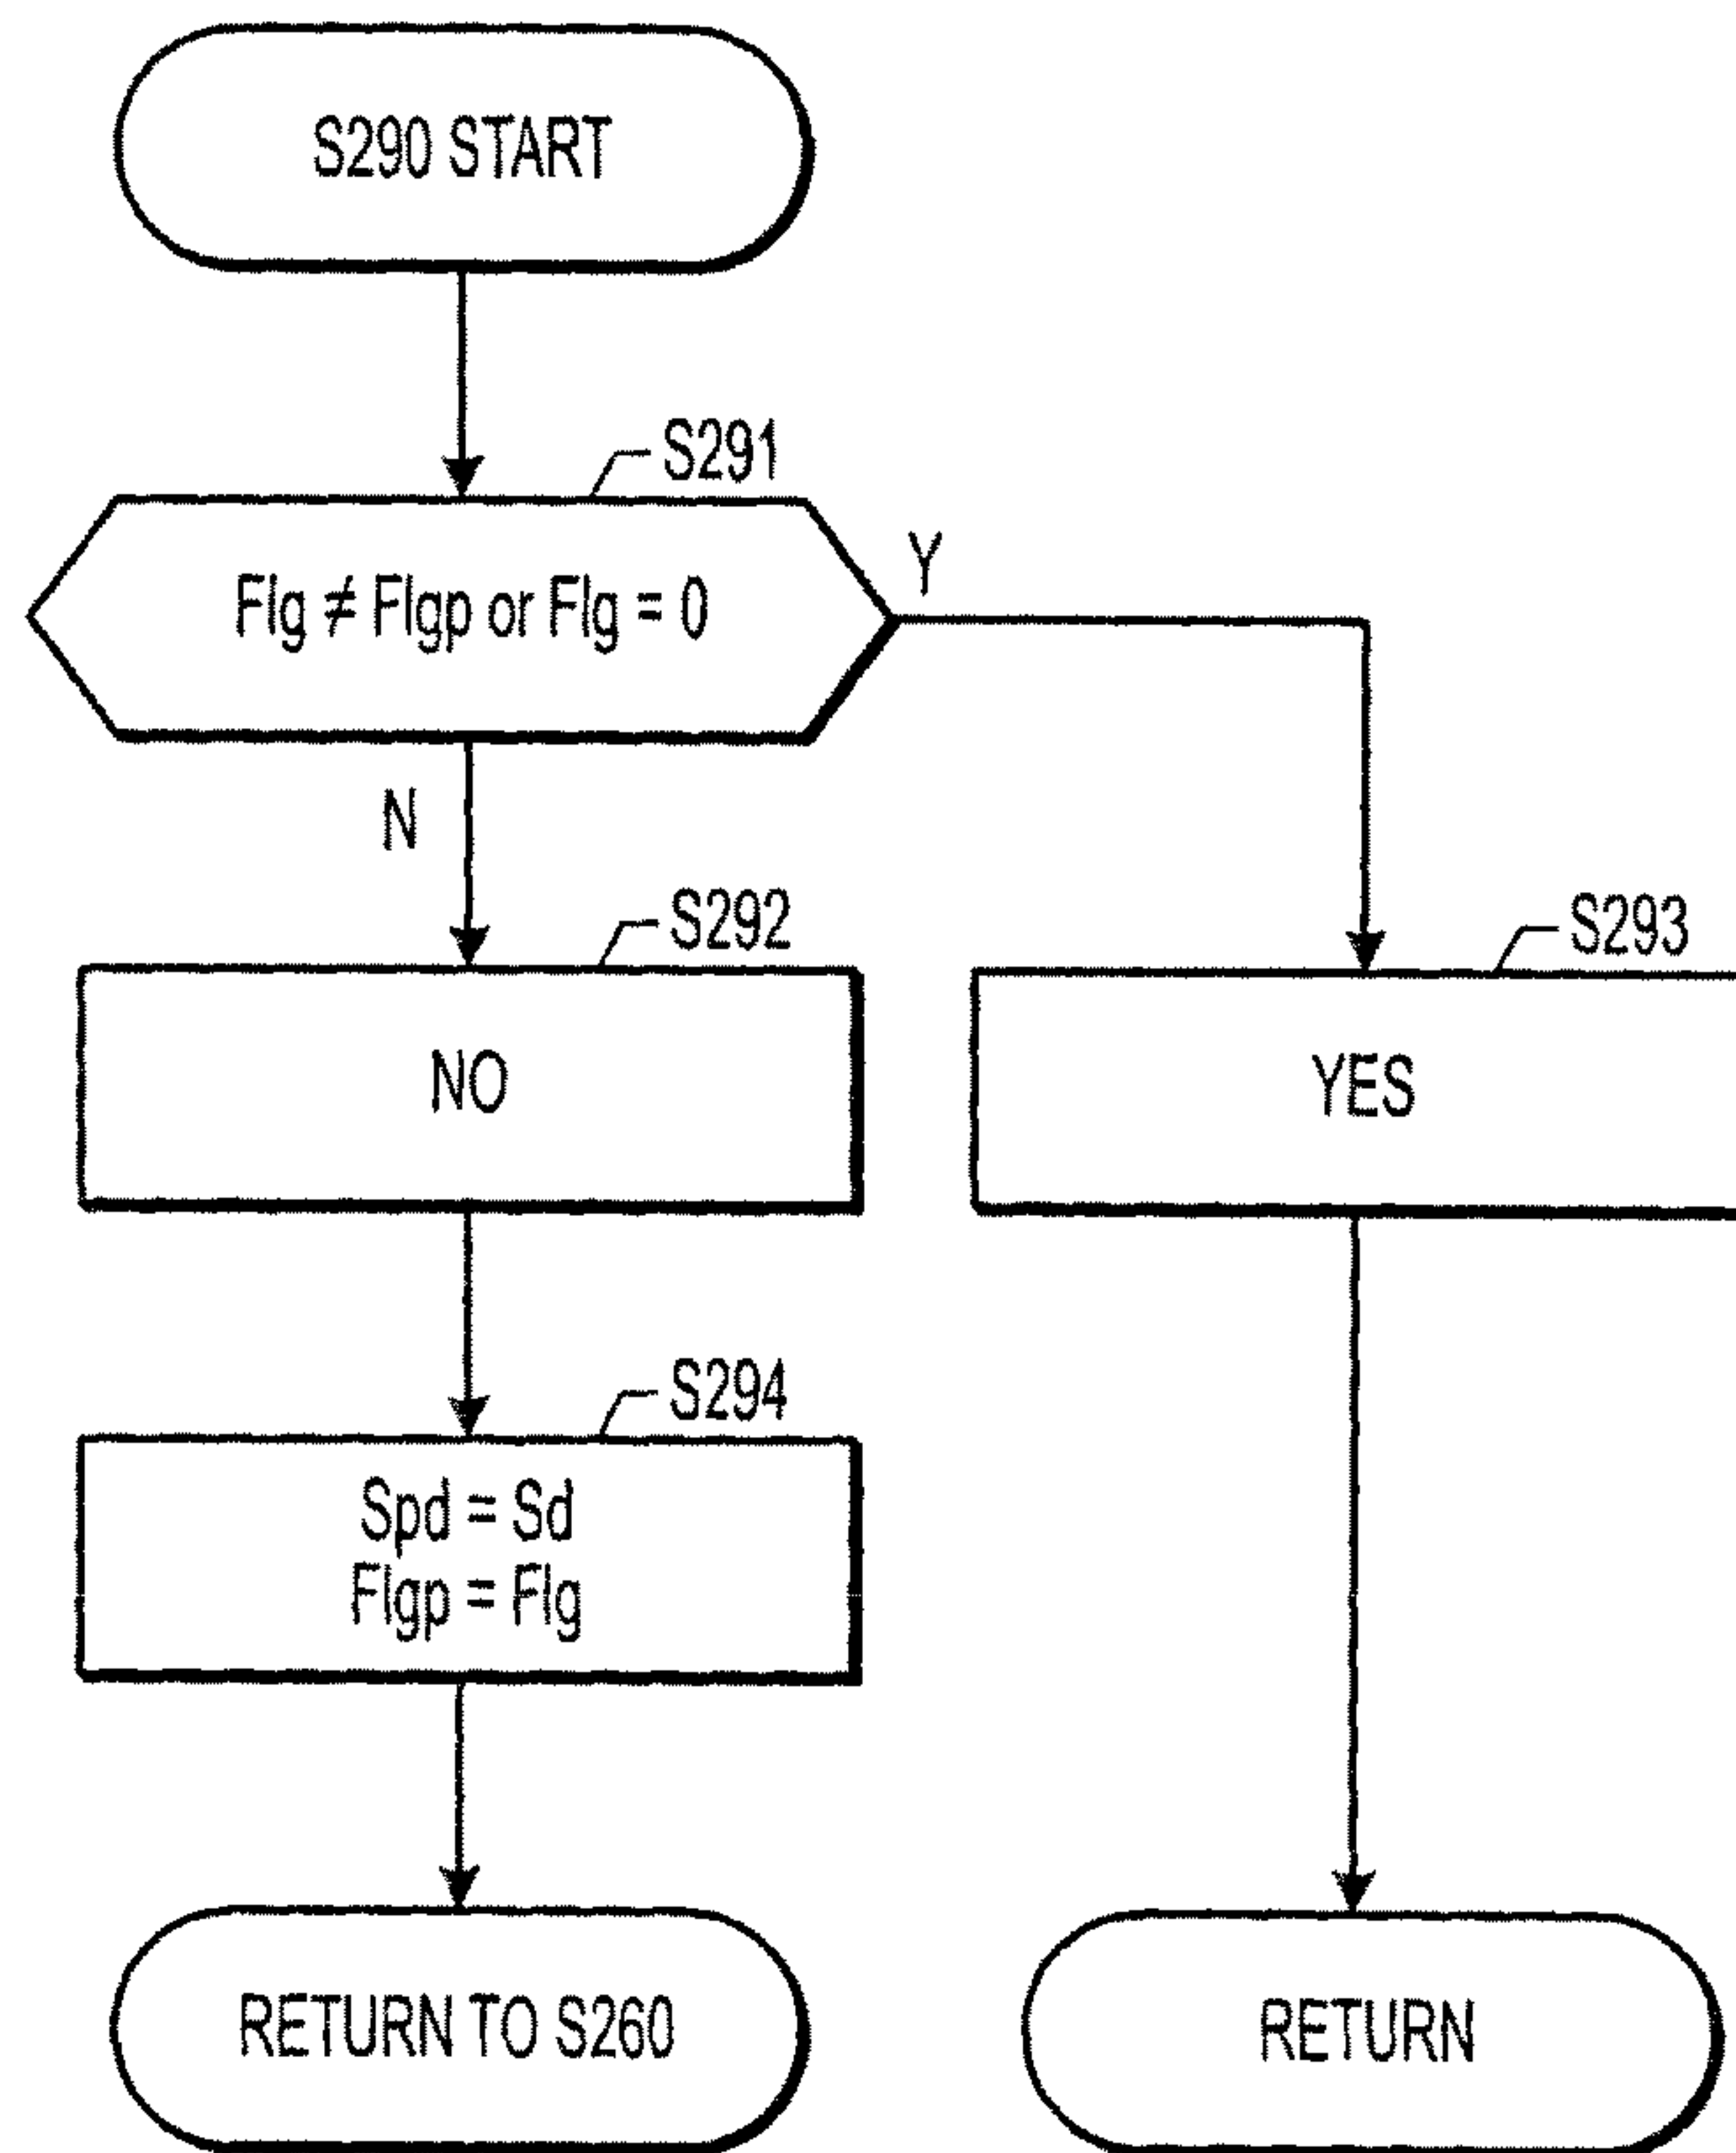 S290 START
S291
Flg ≠ Flgp or Flg = 0
Y
N
S292
S293
NO
YES
S294
Spd = Sd
Flgp = Flg
RETURN TO S260
RETURN